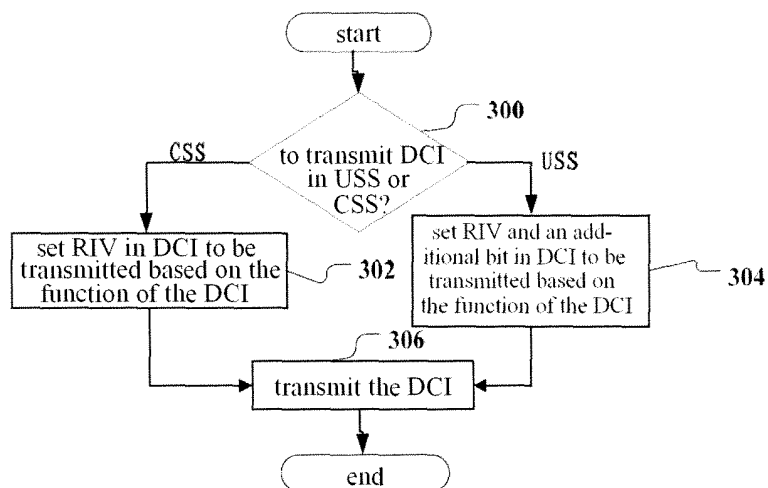 start
300
to transmit DCI
in USS or
CSS?
CSS
USS
set RIV in DCI to be
transmitted based on the
function of the DCI
302
set RIV and an add-
itional bit in DCI to be
transmitted based on
the function of the DCI
304
306
transmit the DCI
end